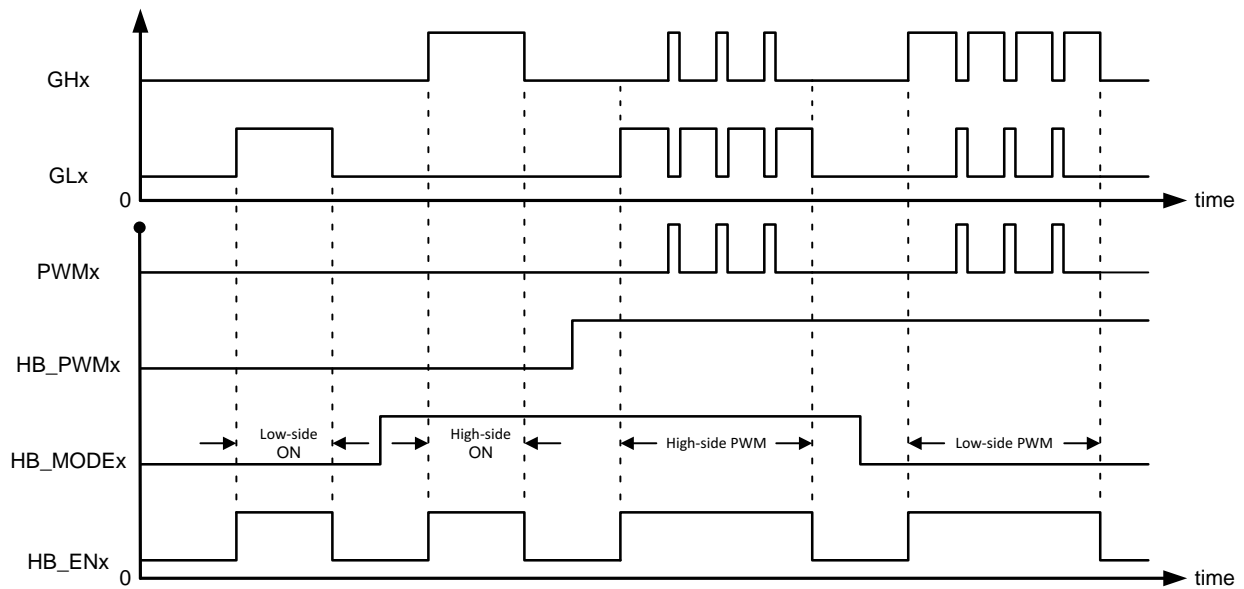 GHx
GLx
0
time
PWMx
HB_PWMx
HB_MODEx
Low-side
ON
High-side
ON
High-side PWM
Low-side PWM
HB_ENx
0
time